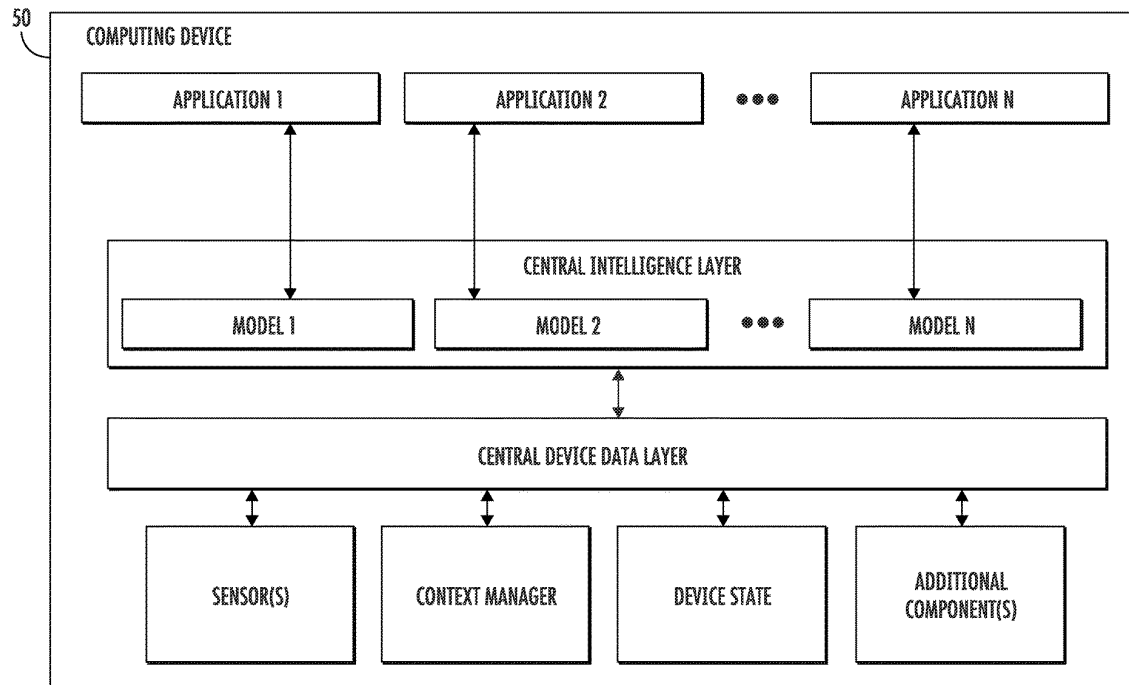 50
COMPUTING DEVICE
APPLICATION 1
APPLICATION 2
APPLICATION N
CENTRAL INTELLIGENCE LAYER
MODEL 1
MODEL 2
MODEL N
CENTRAL DEVICE DATA LAYER
SENSOR(S)
CONTEXT MANAGER
DEVICE STATE
ADDITIONAL
COMPONENT(S)